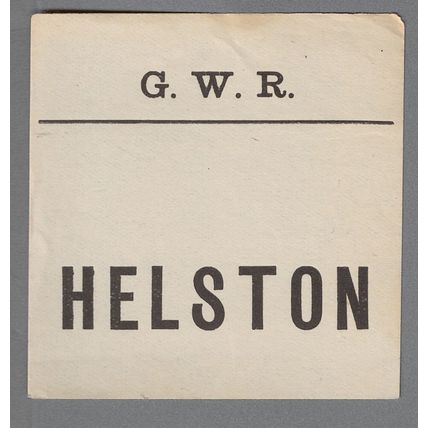 G. W. R.
HELSTON